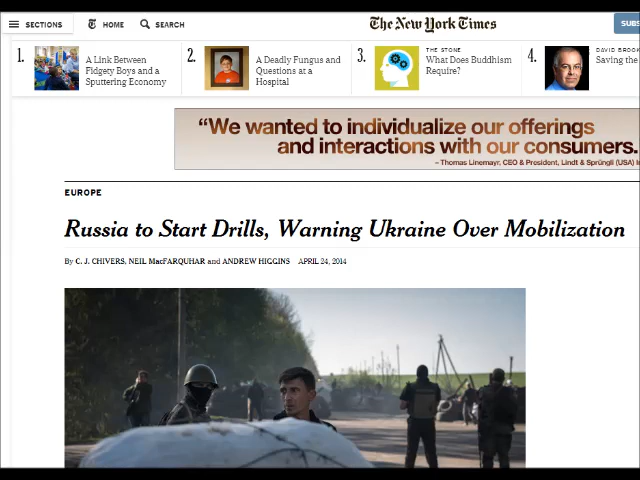 SECTIONS HOME SEARCH The New York Times
1. A Link Between
Fidgety Boys and a
Sputtering Economy
2. A Deadly Fungus and
Questions at a
Hospital
3. THE STONE
What Does Buddhism
Require?
4. DAVID BROOK
Saving the
“We wanted to individualize our offerings
and interactions with our consumers.
– Thomas Linemayr, CEO & President, Lindt & Sprüngli (USA) I
EUROPE
Russia to Start Drills, Warning Ukraine Over Mobilization
By C. J. CHIVERS, NEIL MacFARQUHAR and ANDREW HIGGINS APRIL 24, 2014